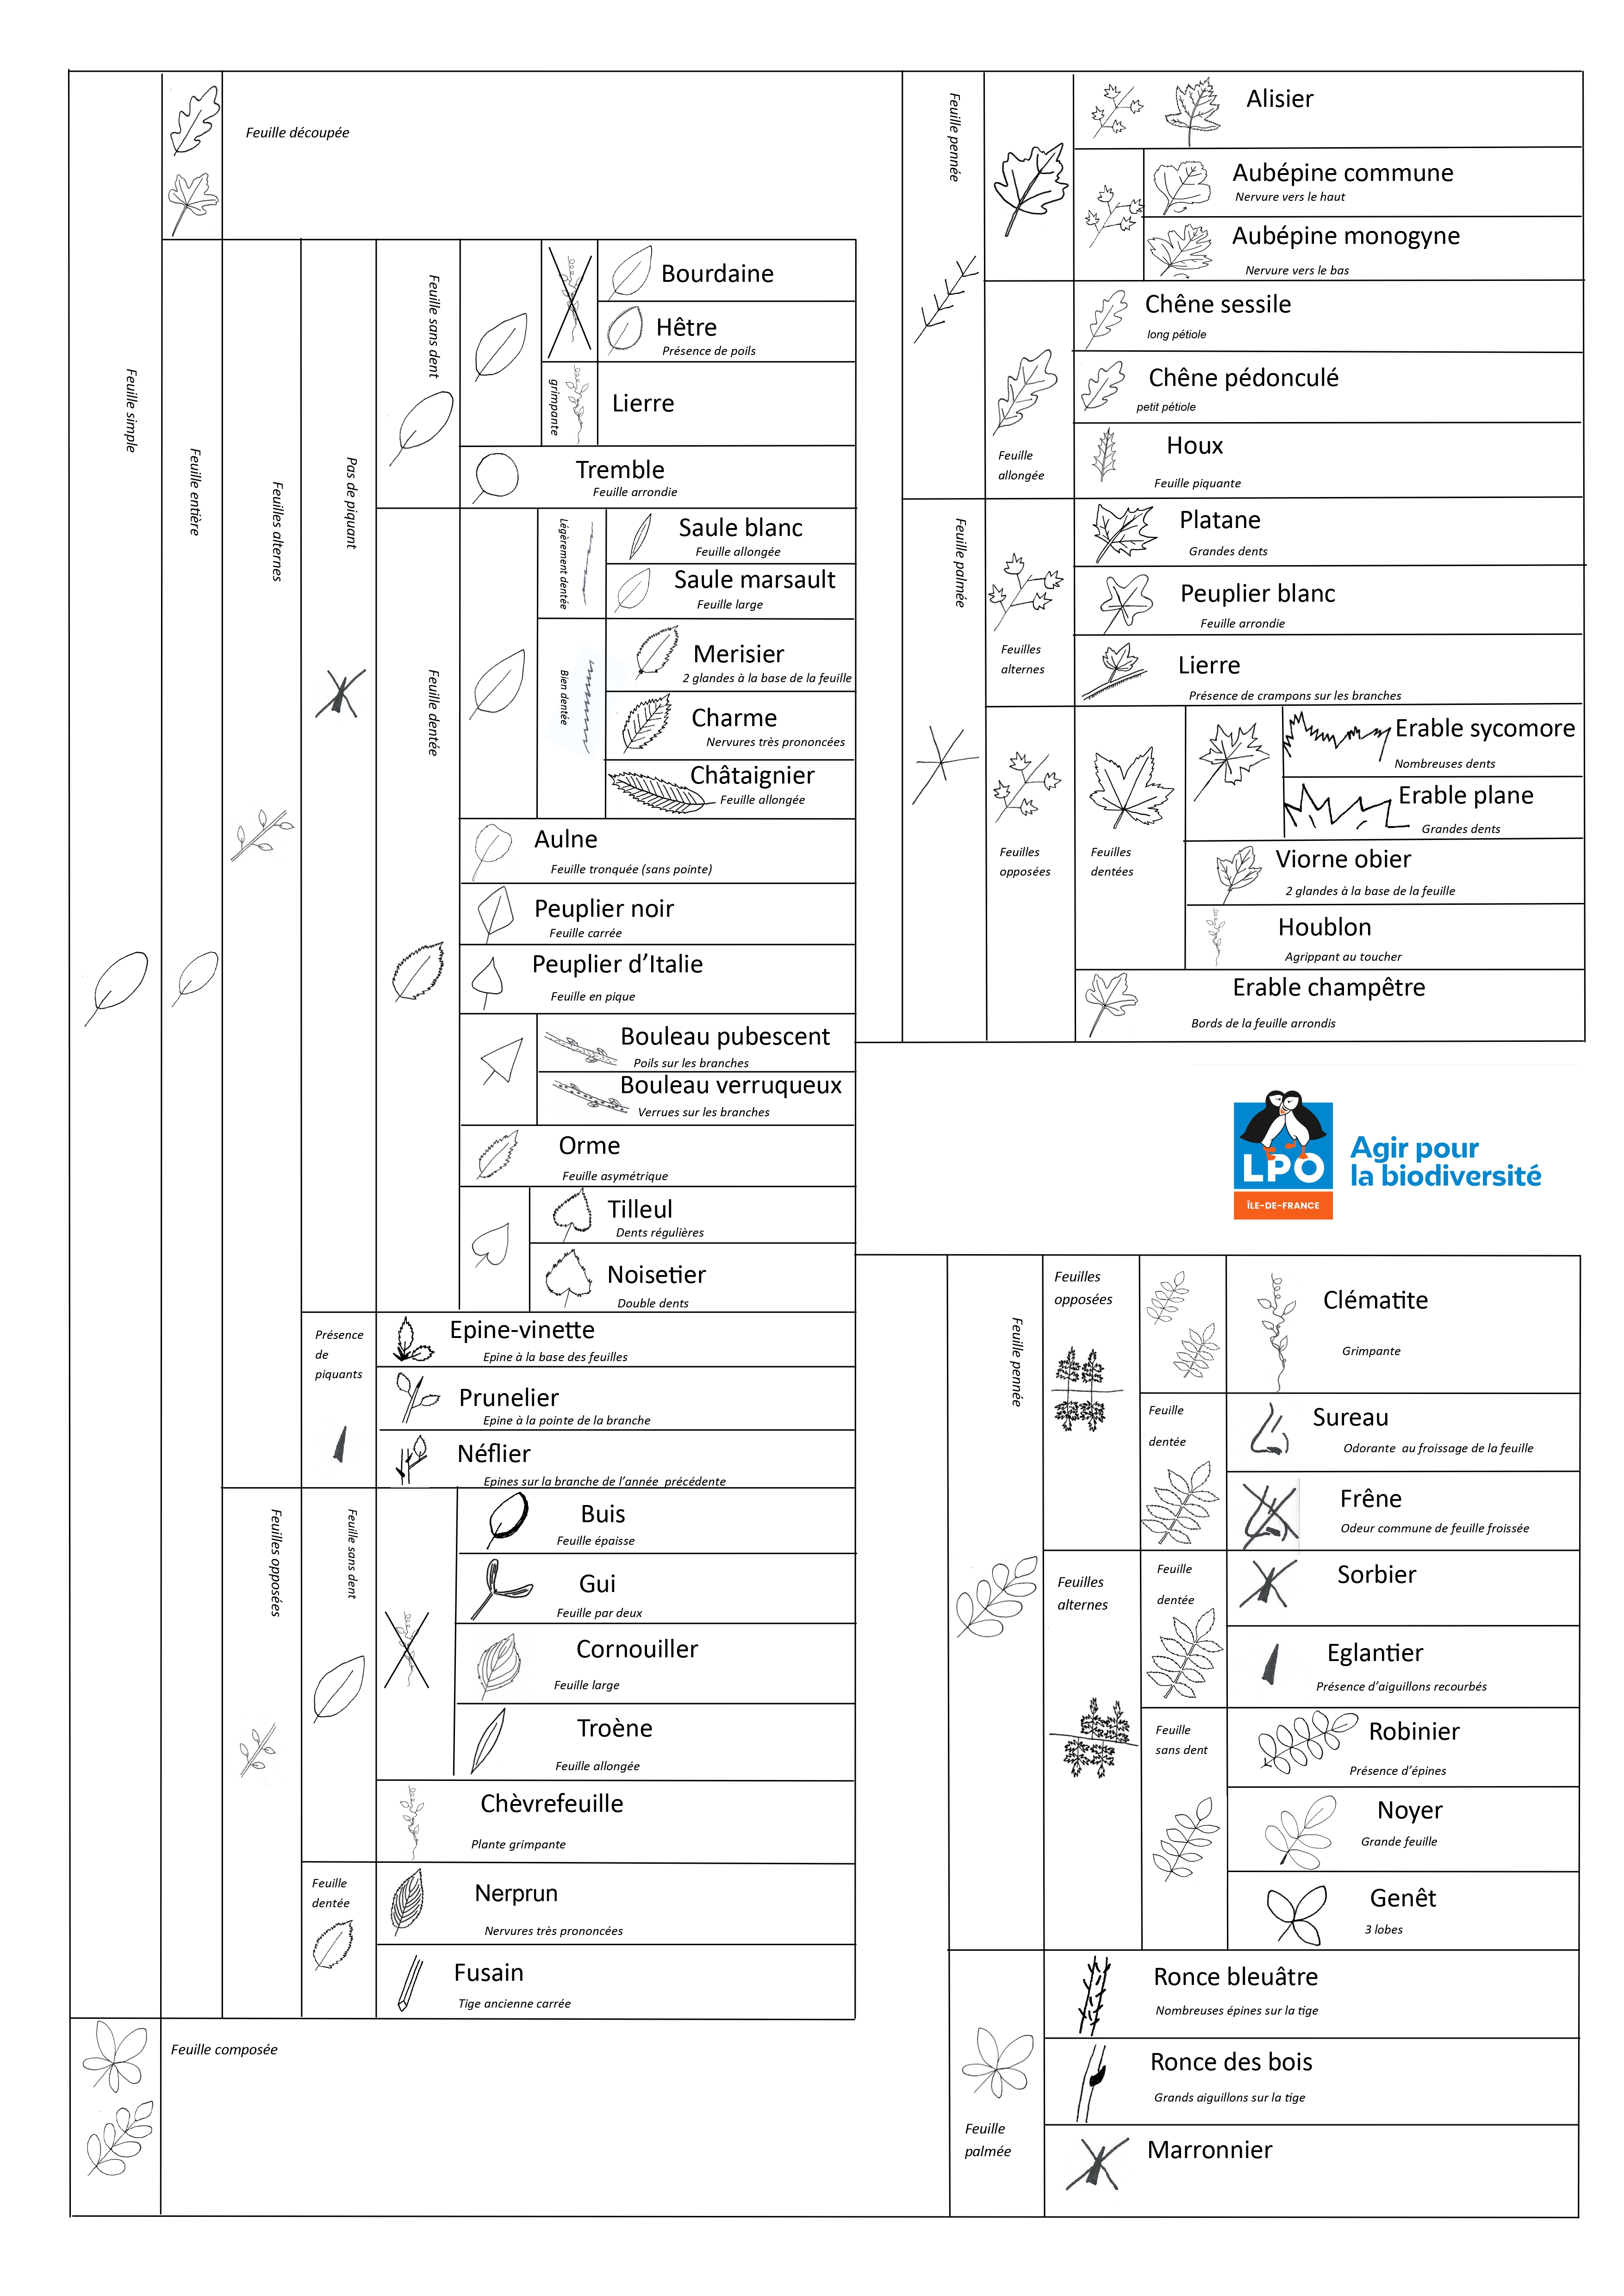 Feuille simple
Feuille découpée
Feuille entière
Feuilles alternes
Pas de piquant
Feuille sans dent
Bourdaine
Hêtre
Présence de poils
grimpante
Lierre
Tremble
Feuille arrondie
Feuille dentée
Légèrement dentée
Saule blanc
Feuille allongée
Saule marsault
Feuille large
Bien dentée
Merisier
2 glandes à la base de la feuille
Charme
Nervures très prononcées
Châtaignier
Feuille allongée
Aulne
Feuille tronquée (sans pointe)
Peuplier noir
Feuille carrée
Peuplier d’Italie
Feuille en pique
Bouleau pubescent
Poils sur les branches
Bouleau verruqueux
Verrues sur les branches
Orme
Feuille asymétrique
Tilleul
Dents régulières
Noisetier
Double dents
Présence
de
piquants
Epine-vinette
Epine à la base des feuilles
Prunelier
Epine à la pointe de la branche
Néflier
Epines sur la branche de l’année précédente
Feuilles opposées
Feuille sans dent
Buis
Feuille épaisse
Gui
Feuille par deux
Cornouiller
Feuille large
Troène
Feuille allongée
Chèvrefeuille
Plante grimpante
Feuille
dentée
Nerprun
Nervures très prononcées
Fusain
Tige ancienne carrée
Feuille composée
Feuille pennée
Alisier
Aubépine commune
Nervure vers le haut
Aubépine monogyne
Nervure vers le bas
Feuille
allongée
Chêne sessile
long pétiole
Chêne pédonculé
petit pétiole
Houx
Feuille piquante
Feuille palmée
Feuilles
alternes
Platane
Grandes dents
Peuplier blanc
Feuille arrondie
Lierre
Présence de crampons sur les branches
Feuilles
opposées
Feuilles
dentées
Erable sycomore
Nombreuses dents
Erable plane
Grandes dents
Viorne obier
2 glandes à la base de la feuille
Houblon
Agrippant au toucher
Erable champêtre
Bords de la feuille arrondis
LPO
ÎLE-DE-FRANCE
Agir pour
la biodiversité
Feuille pennée
Feuilles
opposées
Clématite
Grimpante
Feuille
dentée
Sureau
Odorante au froissage de la feuille
Frêne
Odeur commune de feuille froissée
Feuilles
alternes
Feuille
dentée
Sorbier
Eglantier
Présence d’aiguillons recourbés
Feuille
sans dent
Robinier
Présence d’épines
Noyer
Grande feuille
Genêt
3 lobes
Feuille
palmée
Ronce bleuâtre
Nombreuses épines sur la tige
Ronce des bois
Grands aiguillons sur la tige
Marronnier